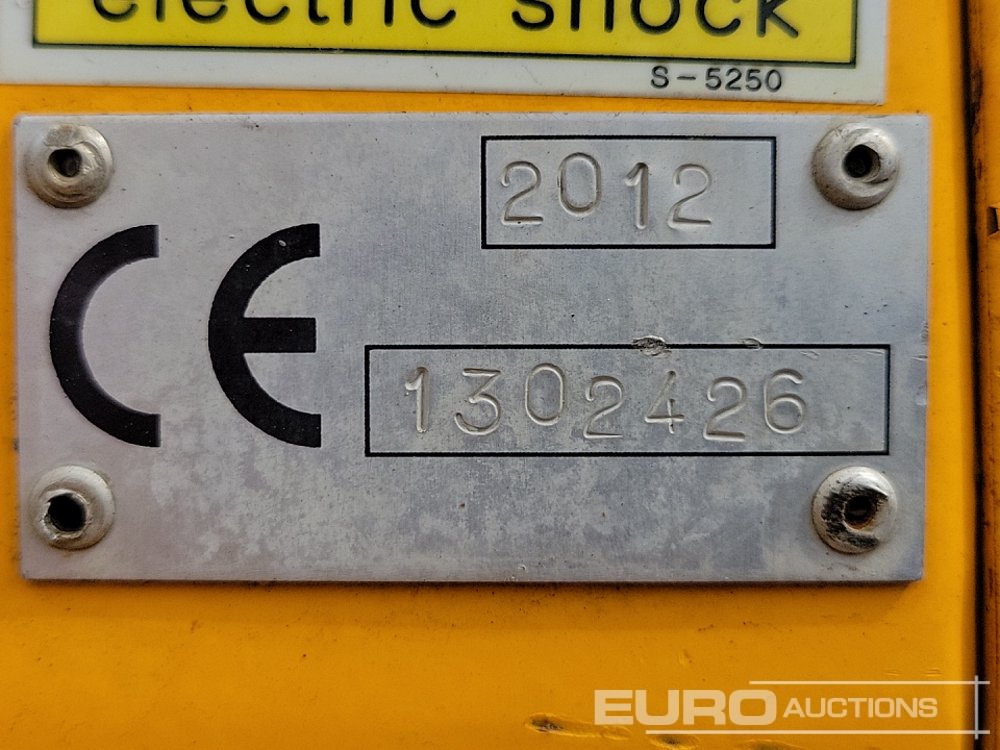 electric shock
S-5250
2012
CE
1302426
EURO AUCTIONS